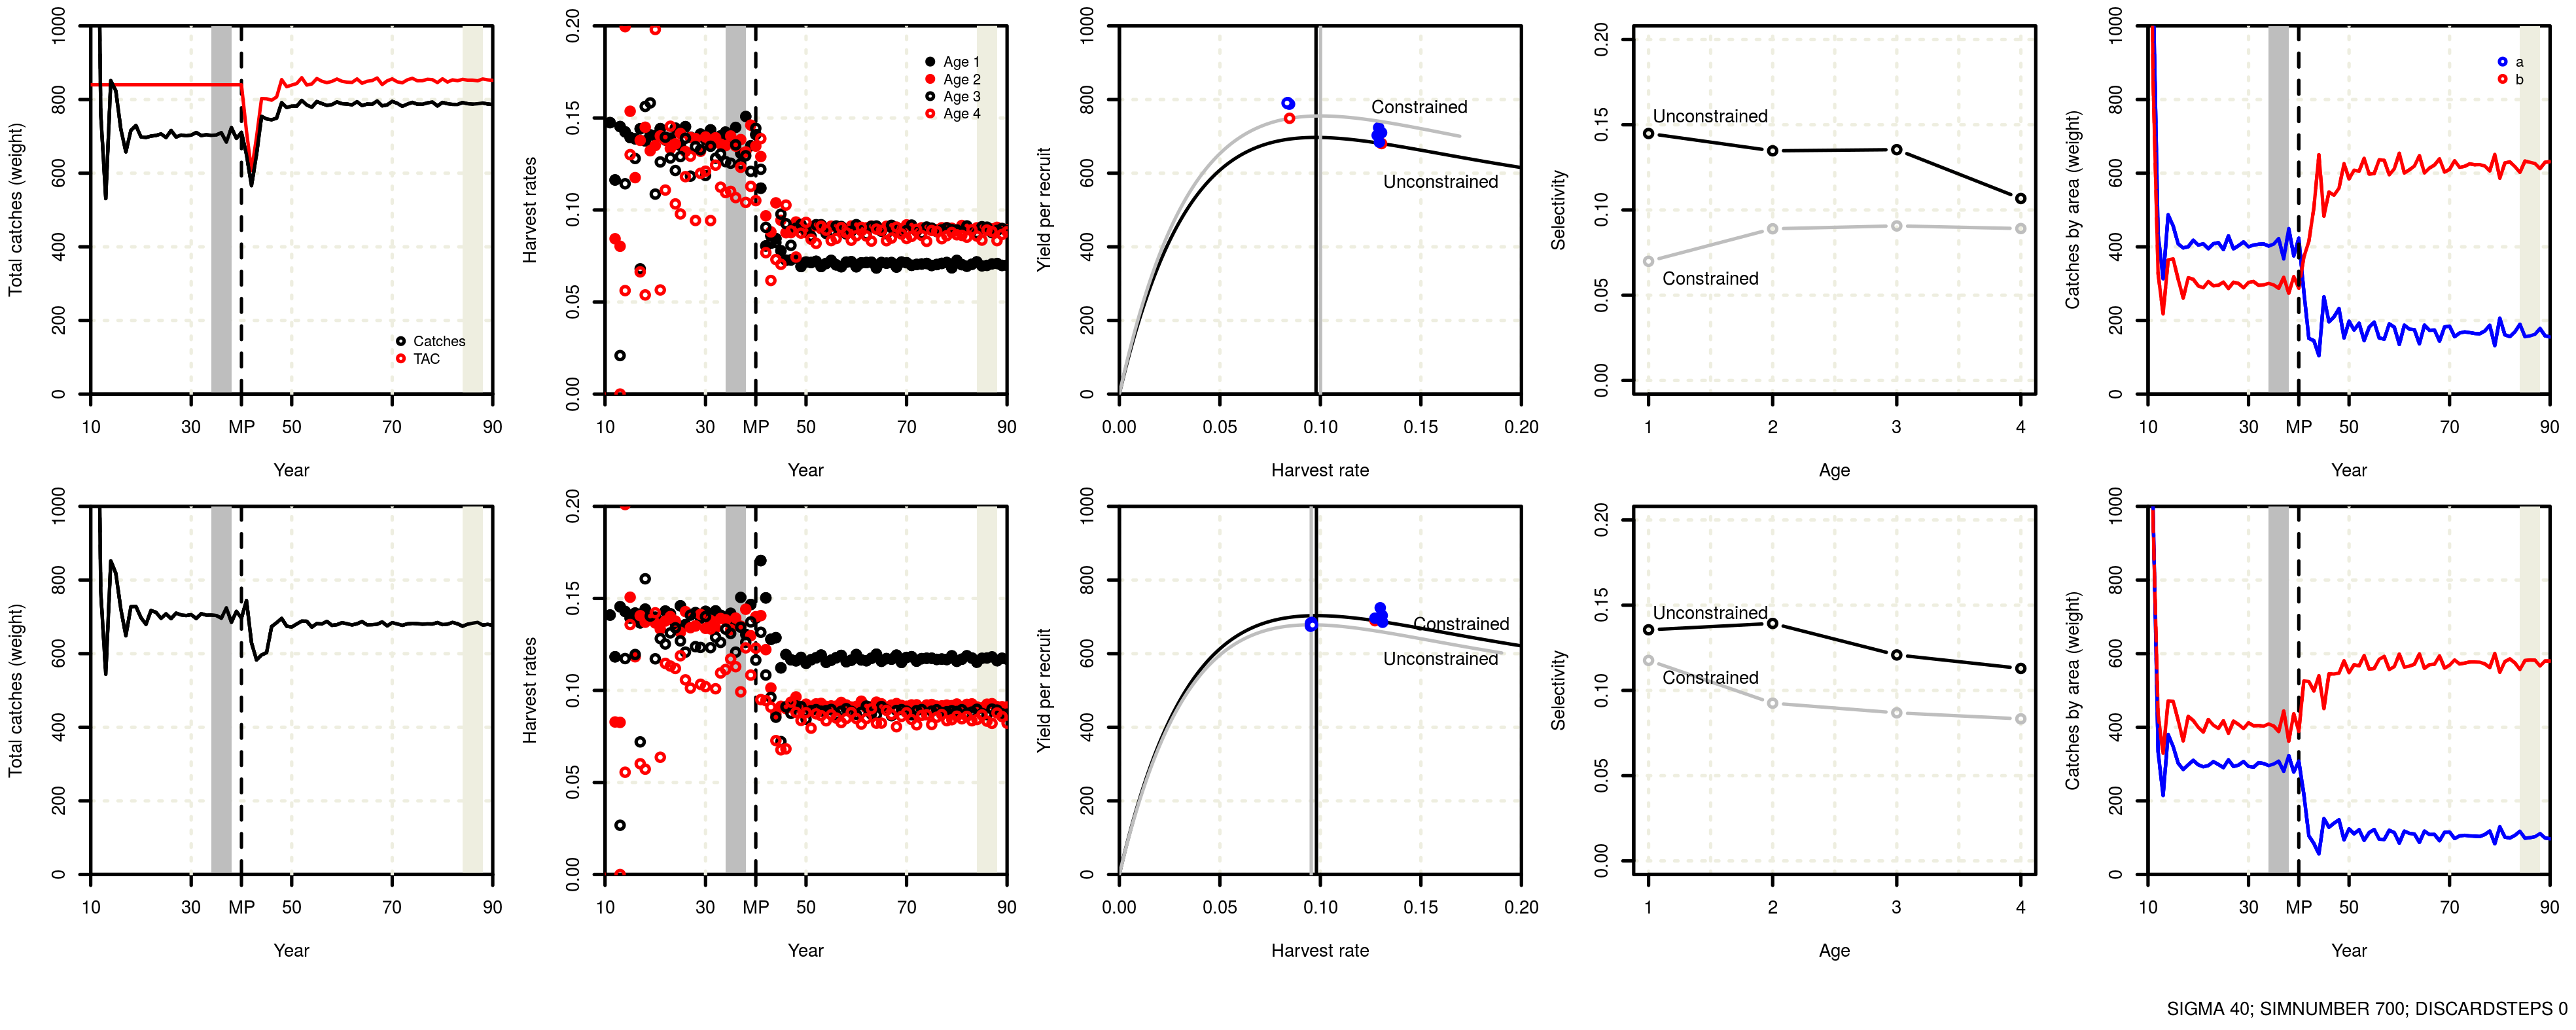 Total catches (weight)
0 200 400 600 800 1000
Catches
TAC
10 30 MP 50 70 90
Year
Harvest rates
0.00 0.05 0.10 0.15 0.20
Age 1
Age 2
Age 3
Age 4
10 30 MP 50 70 90
Year
Yield per recruit
0 200 400 600 800 1000
Constrained
Unconstrained
0.00 0.05 0.10 0.15 0.20
Harvest rate
Selectivity
0.00 0.05 0.10 0.15 0.20
Unconstrained
Constrained
1 2 3 4
Age
Catches by area (weight)
0 200 400 600 800 1000
a
b
10 30 MP 50 70 90
Year
Total catches (weight)
0 200 400 600 800 1000
10 30 MP 50 70 90
Year
Harvest rates
0.00 0.05 0.10 0.15 0.20
10 30 MP 50 70 90
Year
Yield per recruit
0 200 400 600 800 1000
Constrained
Unconstrained
0.00 0.05 0.10 0.15 0.20
Harvest rate
Selectivity
0.00 0.05 0.10 0.15 0.20
Unconstrained
Constrained
1 2 3 4
Age
Catches by area (weight)
0 200 400 600 800 1000
10 30 MP 50 70 90
Year
SIGMA 40; SIMNUMBER 700; DISCARDSTEPS 0